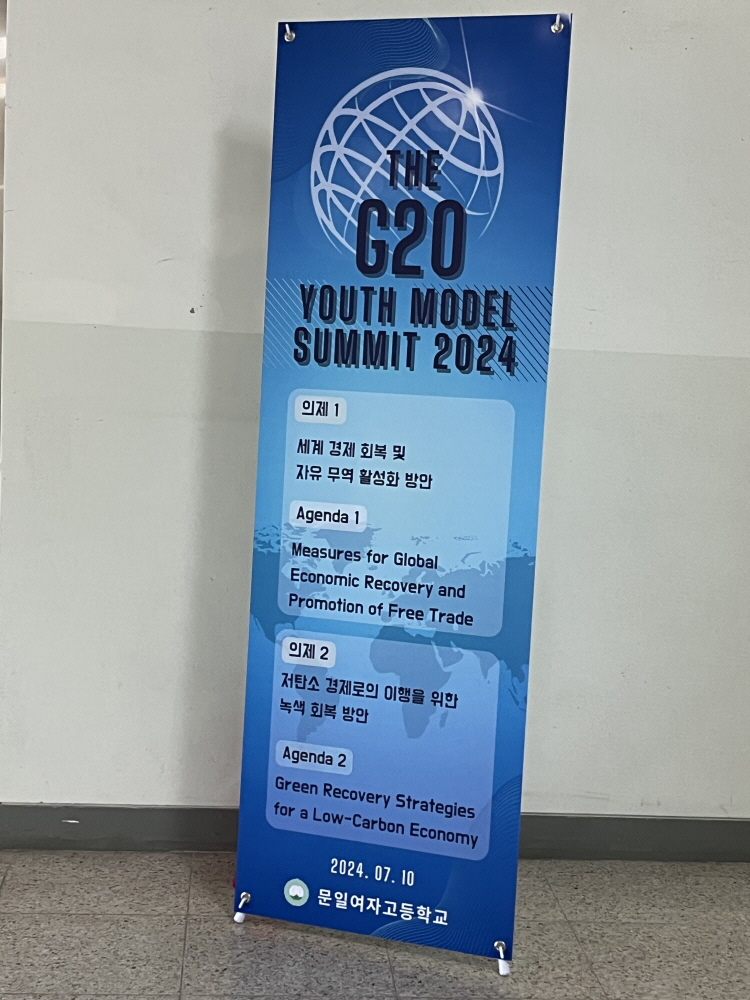 THE
G20
YOUTH MODEL
SUMMIT 2024
의제 1
세계 경제 회복 및
자유 무역 활성화 방안
Agenda 1
Measures for Global
Economic Recovery and
Promotion of Free Trade
의제 2
저탄소 경제로의 이행을 위한
녹색 회복 방안
Agenda 2
Green Recovery Strategies
for a Low-Carbon Economy
2024. 07. 10
문일여자고등학교